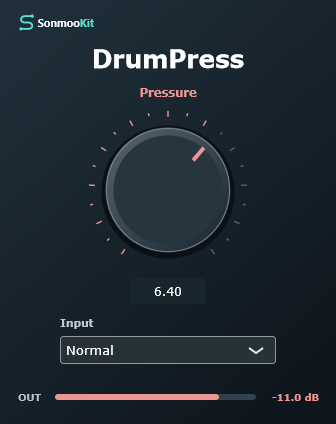 SonmooKit
DrumPress
Pressure
6.40
Input
Normal
OUT -11.0 dB